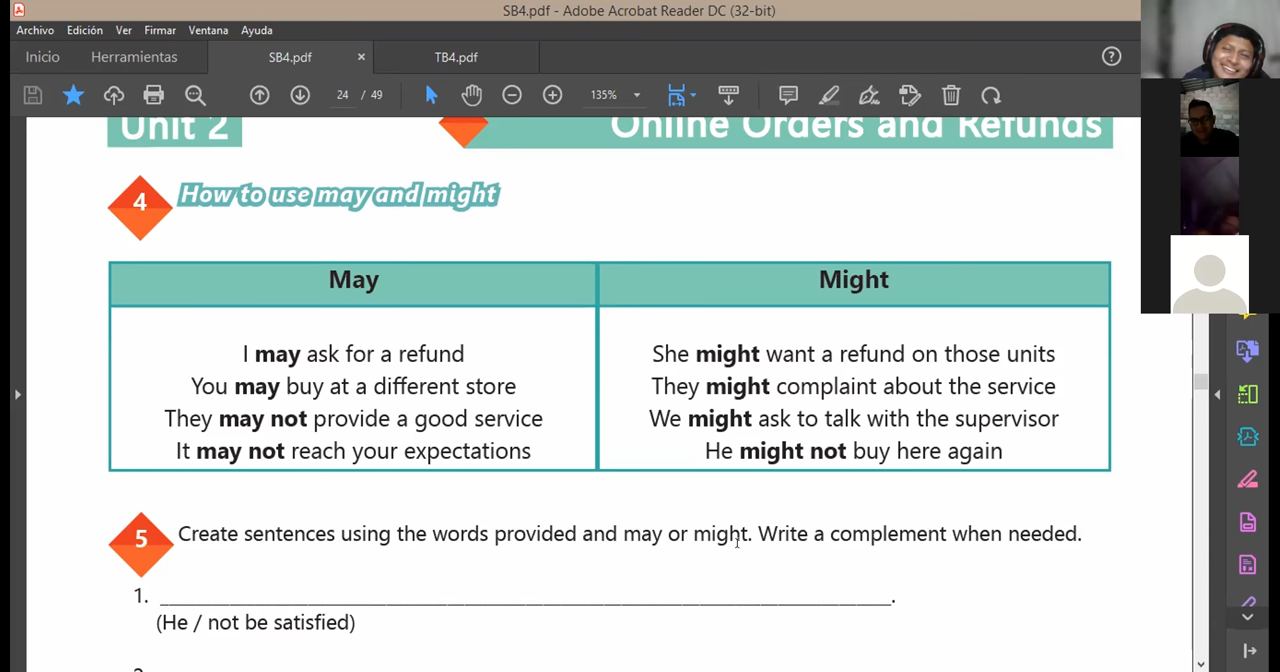 SB4.pdf - Adobe Acrobat Reader DC (32-bit)
Archivo Edición Ver Firmar Ventana Ayuda
Inicio Herramientas SB4.pdf × TB4.pdf
24 / 49 135%
Unit 2 Online Orders and Refunds
4 How to use may and might
May Might
I may ask for a refund
You may buy at a different store
They may not provide a good service
It may not reach your expectations
She might want a refund on those units
They might complaint about the service
We might ask to talk with the supervisor
He might not buy here again
5 Create sentences using the words provided and may or might. Write a complement when needed.
1. ______________________________________________.
(He / not be satisfied)